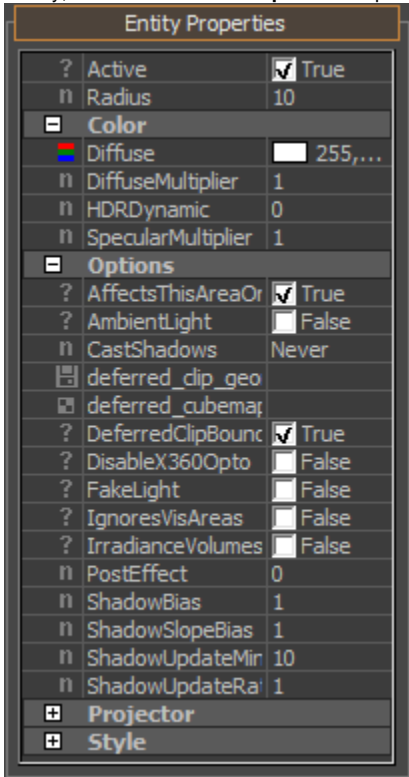 Entity Properties
? Active True
n Radius 10
Color
Diffuse 255,...
n DiffuseMultiplier 1
n HDRDynamic 0
n SpecularMultiplier 1
Options
? AffectsThisAreaOr True
? AmbientLight False
n CastShadows Never
deferred_clip_geo
deferred_cubemap
? DeferredClipBounc True
? DisableX360Opto False
? FakeLight False
? IgnoresVisAreas False
? IrradianceVolumes False
n PostEffect 0
n ShadowBias 1
n ShadowSlopeBias 1
n ShadowUpdateMin 10
n ShadowUpdateRat 1
Projector
Style